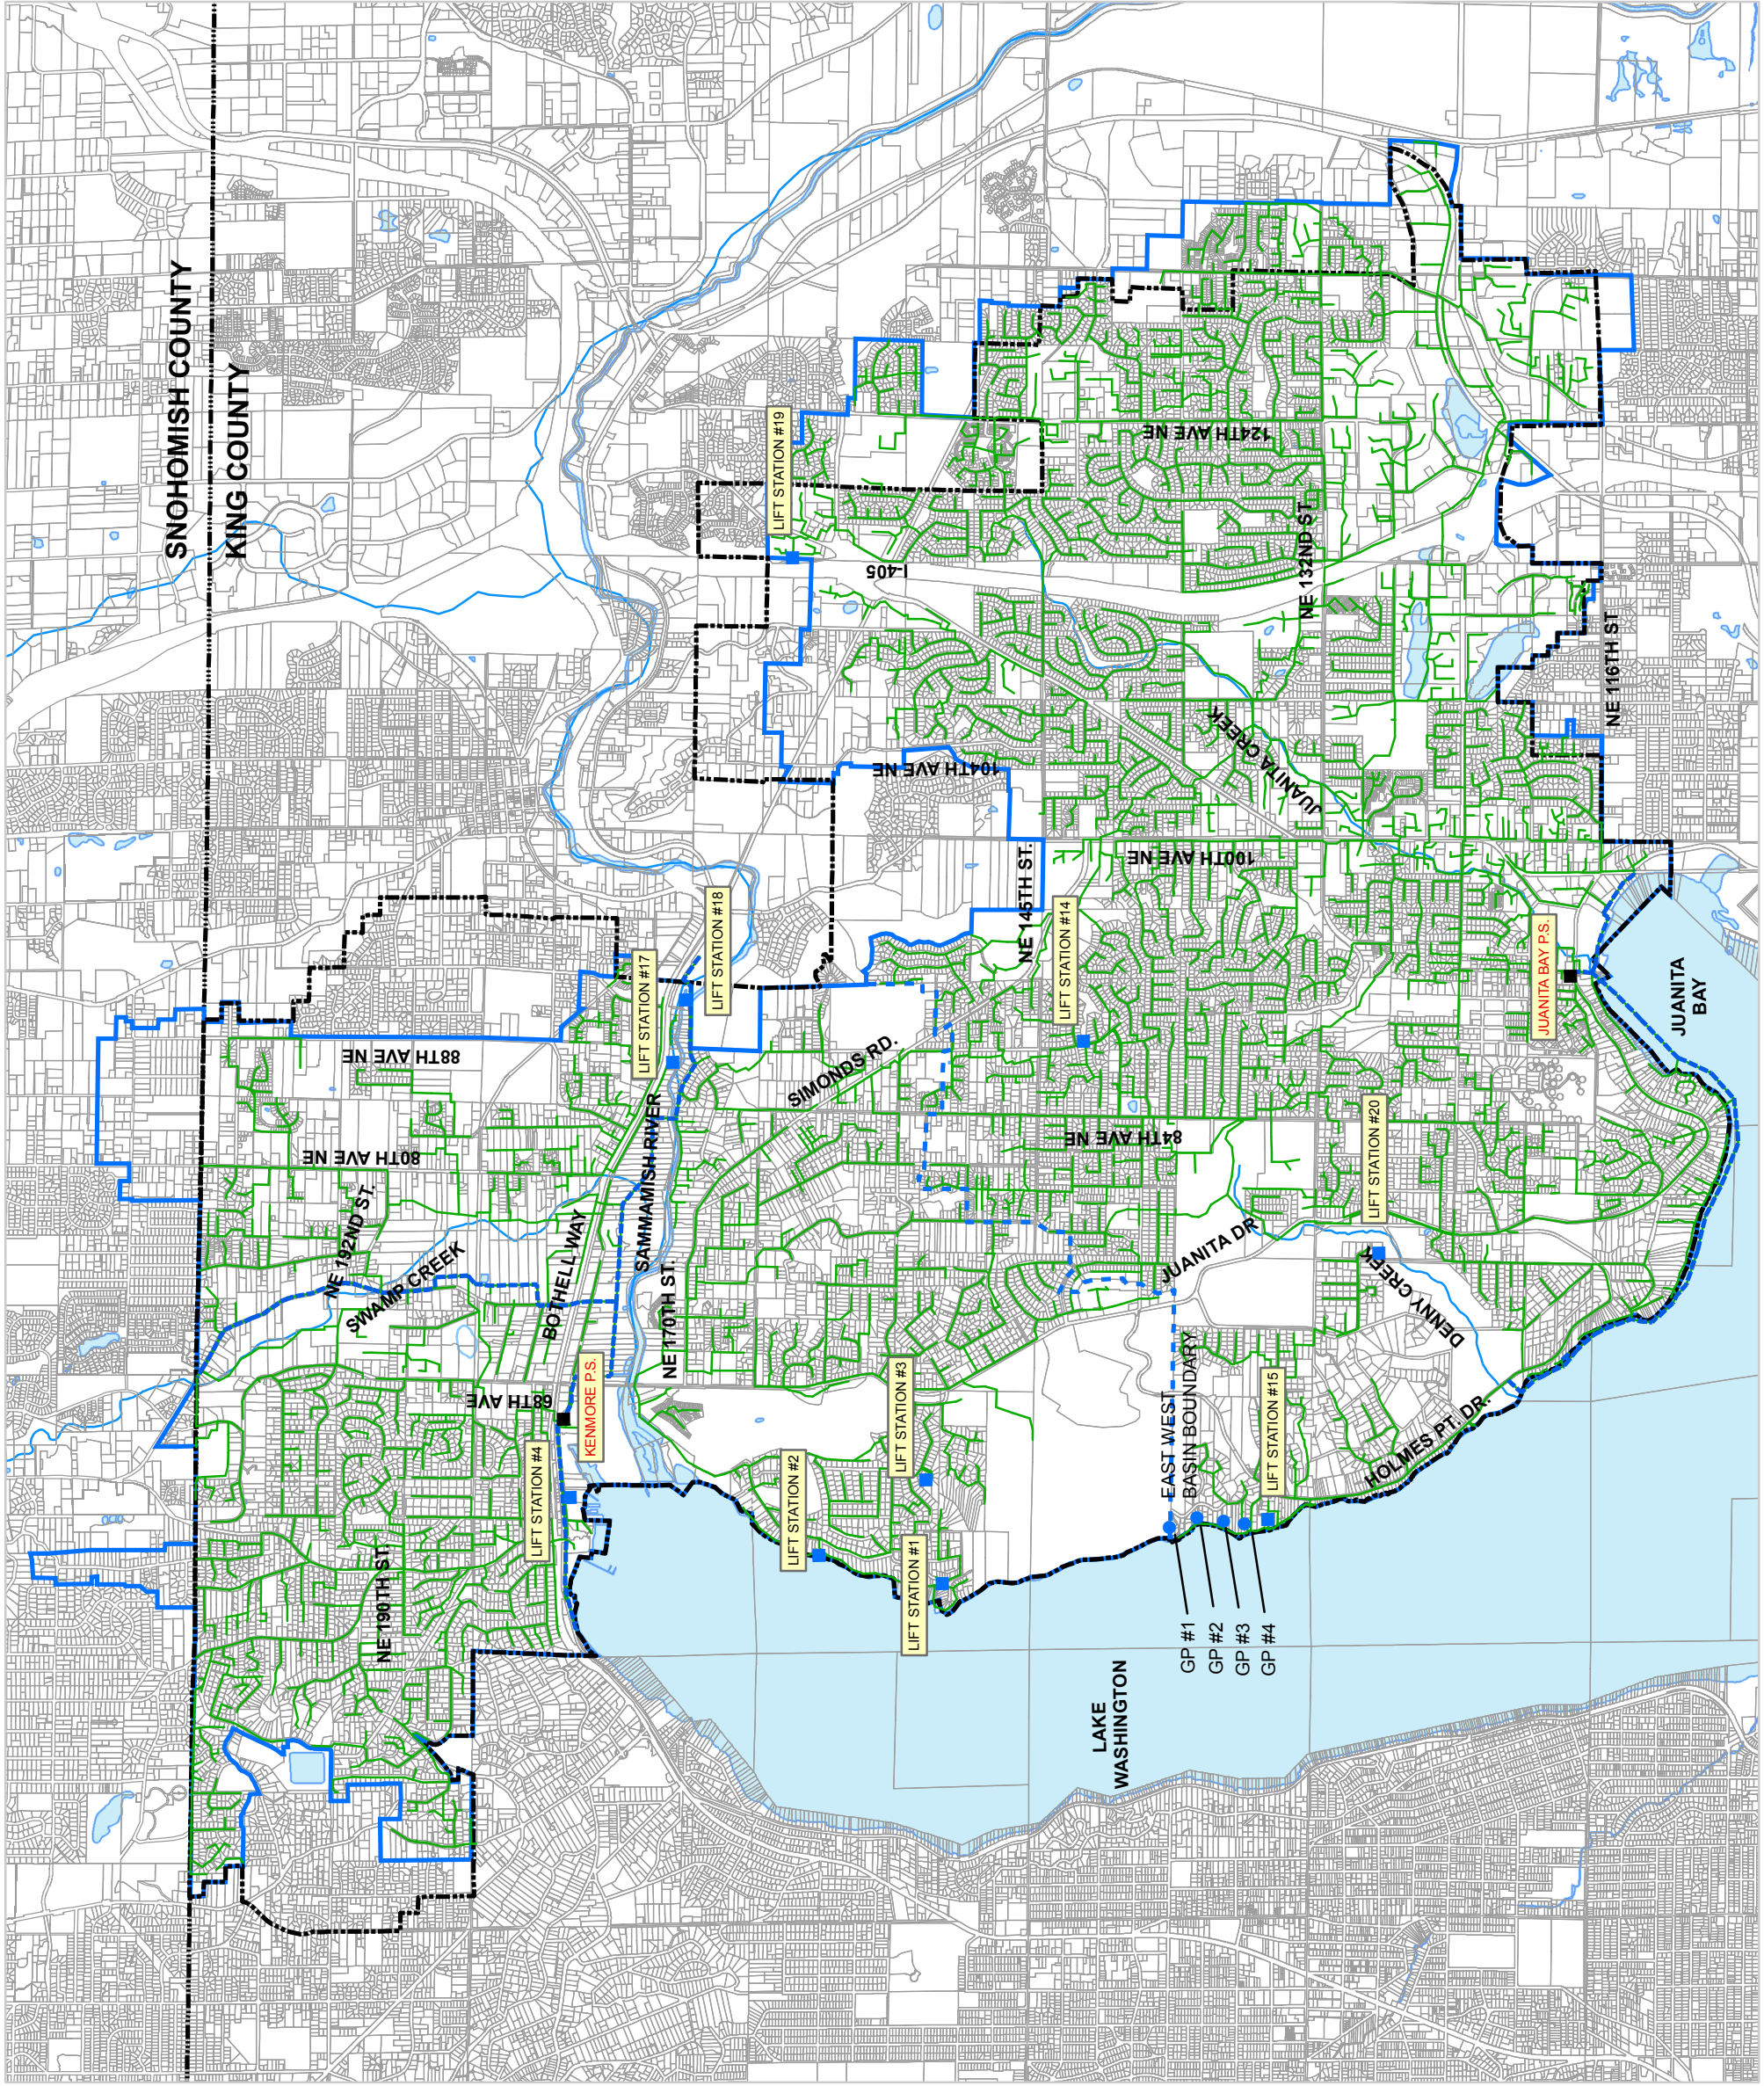 SNOHOMISH COUNTY
KING COUNTY
LIFT STATION #19
I-405
124TH AVE NE
NE 132ND ST.
NE 116TH ST
104TH AVE NE
JUANITA CREEK
100TH AVE NE
NE 145TH ST.
LIFT STATION #14
LIFT STATION #18
LIFT STATION #17
JUANITA BAY P.S.
JUANITA
BAY
88TH AVE NE
80TH AVE NE
NE 192ND ST.
SWAMP CREEK
BOTHELL WAY
SAMMAMISH RIVER
NE 170TH ST.
SIMONDS RD.
84TH AVE NE
LIFT STATION #20
JUANITA DR.
DENNY CREEK
HOLMES PT. DR.
EAST WEST
BASIN BOUNDARY
LIFT STATION #15
68TH AVE
KENMORE P.S.
LIFT STATION #4
LIFT STATION #3
LIFT STATION #2
LIFT STATION #1
NE 190TH ST.
GP #1
GP #2
GP #3
GP #4
LAKE
WASHINGTON